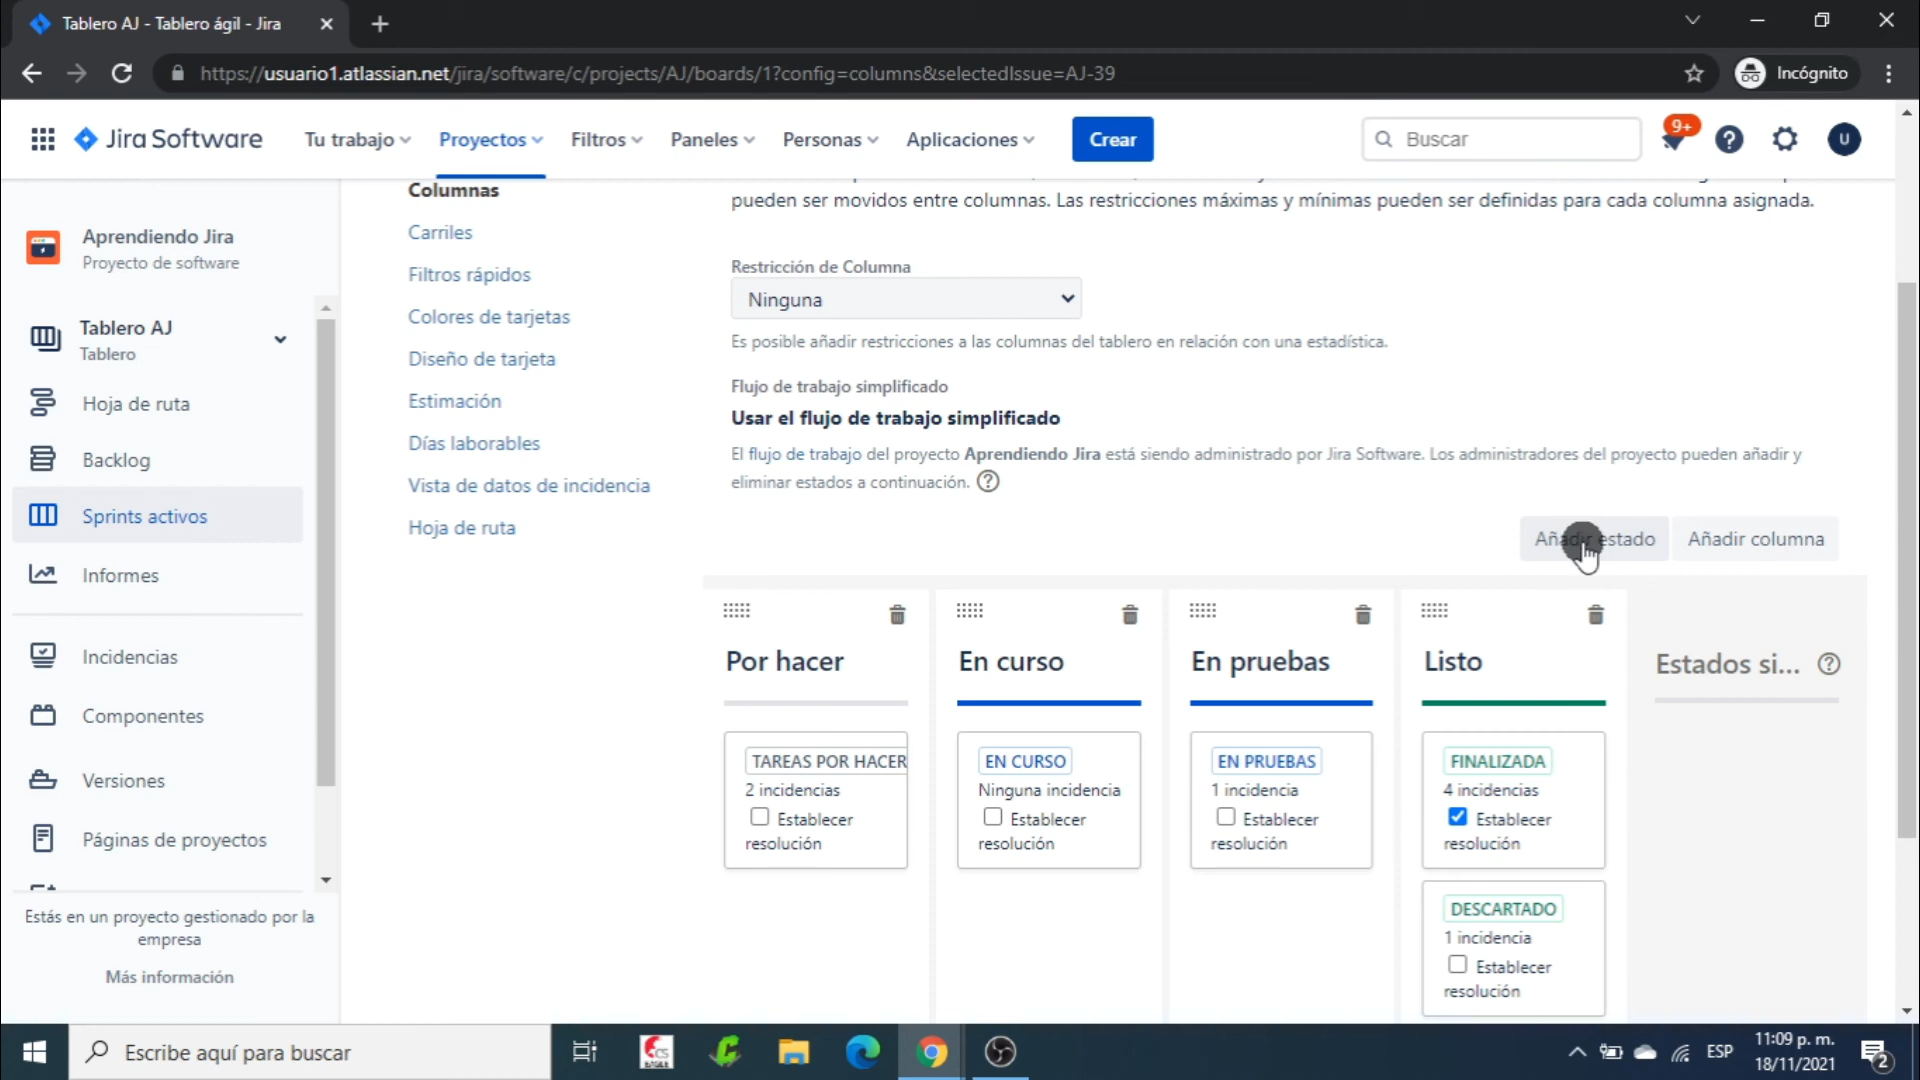 Tablero AJ - Tablero ágil - Jira
https://usuario1.atlassian.net/jira/software/c/projects/AJ/boards/1?config=columns&selectedIssue=AJ-39
Incógnito
Jira Software
Tu trabajo
Proyectos
Filtros
Paneles
Personas
Aplicaciones
Crear
Buscar
9+
U
Aprendiendo Jira
Proyecto de software
Tablero AJ
Tablero
Hoja de ruta
Backlog
Sprints activos
Informes
Incidencias
Componentes
Versiones
Páginas de proyectos
Estás en un proyecto gestionado por la
empresa
Más información
Columnas
Carriles
Filtros rápidos
Colores de tarjetas
Diseño de tarjeta
Estimación
Días laborables
Vista de datos de incidencia
Hoja de ruta
pueden ser movidos entre columnas. Las restricciones máximas y mínimas pueden ser definidas para cada columna asignada.
Restricción de Columna
Ninguna
Es posible añadir restricciones a las columnas del tablero en relación con una estadística.
Flujo de trabajo simplificado
Usar el flujo de trabajo simplificado
El flujo de trabajo del proyecto Aprendiendo Jira está siendo administrado por Jira Software. Los administradores del proyecto pueden añadir y
eliminar estados a continuación.
Añadir estado
Añadir columna
Por hacer
TAREAS POR HACER
2 incidencias
Establecer
resolución
En curso
EN CURSO
Ninguna incidencia
Establecer
resolución
En pruebas
EN PRUEBAS
1 incidencia
Establecer
resolución
Listo
FINALIZADA
4 incidencias
Establecer
resolución
DESCARTADO
1 incidencia
Establecer
resolución
Estados si...
Escribe aquí para buscar
ESP
11:09 p. m.
18/11/2021
2